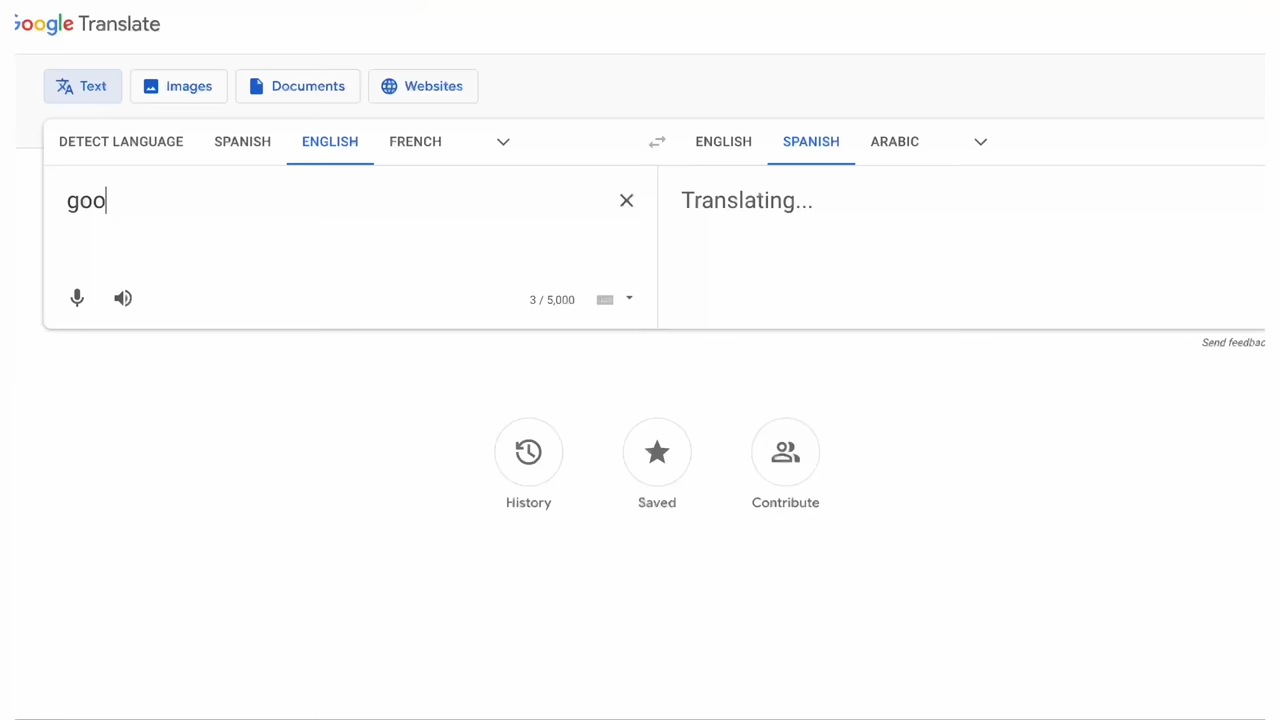 Google Translate
Text Images Documents Websites
DETECT LANGUAGE SPANISH ENGLISH FRENCH ENGLISH SPANISH ARABIC
goo Translating...
3 / 5,000
Send feedbac
History Saved Contribute